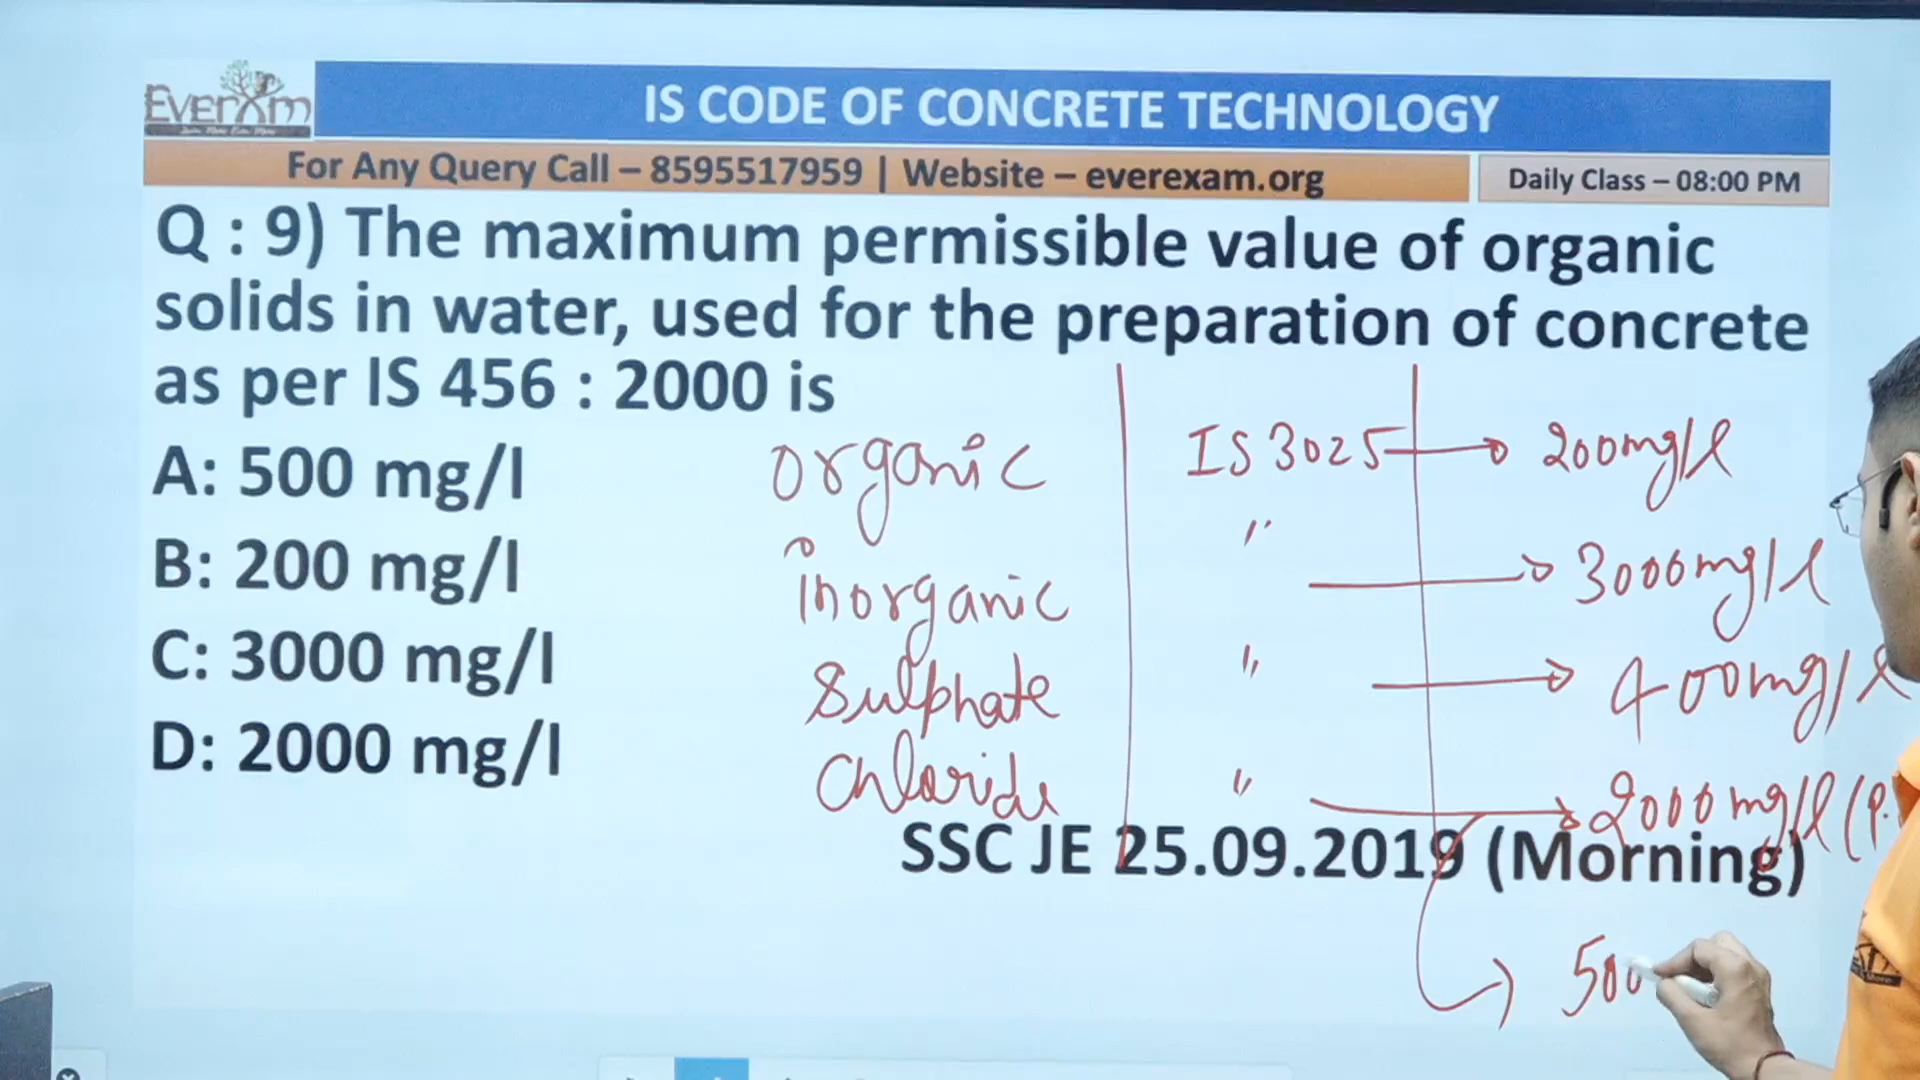 EverExam
IS CODE OF CONCRETE TECHNOLOGY
For Any Query Call – 8595517959 | Website – everexam.org
Daily Class – 08:00 PM
Q : 9) The maximum permissible value of organic
solids in water, used for the preparation of concrete
as per IS 456 : 2000 is
A: 500 mg/l
B: 200 mg/l
C: 3000 mg/l
D: 2000 mg/l
organic IS 3025 → 200mg/l
inorganic " → 3000mg/l
Sulphate " → 400mg/l
Chloride " → 2000mg/l (P.
SSC JE 25.09.2019 (Morning)
→ 500